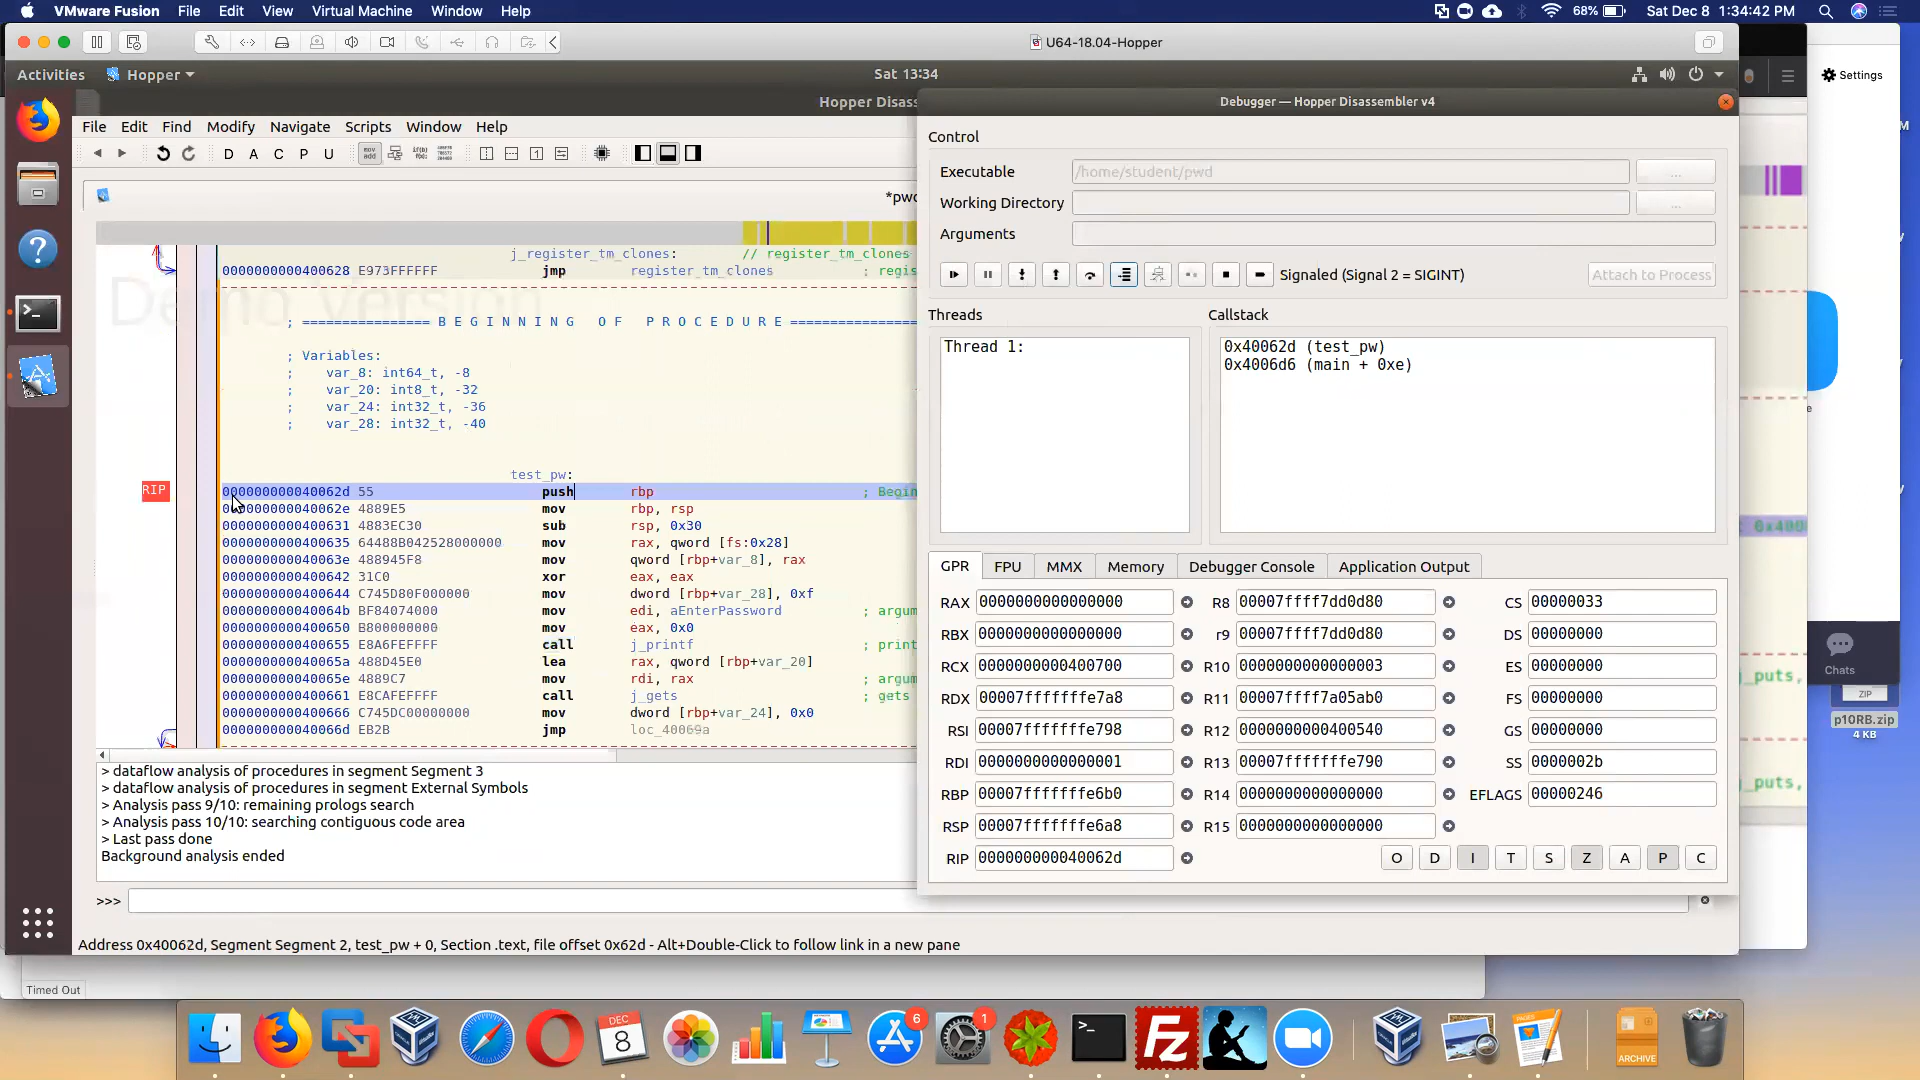 VMware Fusion File Edit View Virtual Machine Window Help 68% Sat Dec 8 1:34:42 PM
U64-18.04-Hopper
Settings
Activities Hopper Sat 13:34
Hopper Disas
Debugger — Hopper Disassembler v4
File Edit Find Modify Navigate Scripts Window Help
D A C P U
*pwd
Demo Version
j_register_tm_clones: // register_tm_clones
0000000000400628 E973FFFFFF jmp register_tm_clones ; regis
; ================ B E G I N N I N G   O F   P R O C E D U R E ================
; Variables:
; var_8: int64_t, -8
; var_20: int8_t, -32
; var_24: int32_t, -36
; var_28: int32_t, -40
test_pw:
RIP
000000000040062d 55 push rbp ; Begin
000000000040062e 4889E5 mov rbp, rsp
0000000000400631 4883EC30 sub rsp, 0x30
0000000000400635 64488B042528000000 mov rax, qword [fs:0x28]
000000000040063e 488945F8 mov qword [rbp+var_8], rax
0000000000400642 31C0 xor eax, eax
0000000000400644 C745D80F000000 mov dword [rbp+var_28], 0xf
000000000040064b BF84074000 mov edi, aEnterPassword ; argum
0000000000400650 B800000000 mov eax, 0x0
0000000000400655 E8A6FEFFFF call j_printf ; print
000000000040065a 488D45E0 lea rax, qword [rbp+var_20]
000000000040065e 4889C7 mov rdi, rax ; argum
0000000000400661 E8CAFEFFFF call j_gets ; gets
0000000000400666 C745DC00000000 mov dword [rbp+var_24], 0x0
000000000040066d EB2B jmp loc_40069a
> dataflow analysis of procedures in segment Segment 3
> dataflow analysis of procedures in segment External Symbols
> Analysis pass 9/10: remaining prologs search
> Analysis pass 10/10: searching contiguous code area
> Last pass done
Background analysis ended
>>>
Address 0x40062d, Segment Segment 2, test_pw + 0, Section .text, file offset 0x62d - Alt+Double-Click to follow link in a new pane
Control
Executable /home/student/pwd ...
Working Directory ...
Arguments
Signaled (Signal 2 = SIGINT) Attach to Process
Threads
Thread 1:
Callstack
0x40062d (test_pw)
0x4006d6 (main + 0xe)
GPR FPU MMX Memory Debugger Console Application Output
RAX 0000000000000000 R8 00007ffff7dd0d80 CS 00000033
RBX 0000000000000000 r9 00007ffff7dd0d80 DS 00000000
RCX 0000000000400700 R10 0000000000000003 ES 00000000
RDX 00007fffffffe7a8 R11 00007ffff7a05ab0 FS 00000000
RSI 00007fffffffe798 R12 0000000000400540 GS 00000000
RDI 0000000000000001 R13 00007fffffffe790 SS 0000002b
RBP 00007fffffffe6b0 R14 0000000000000000 EFLAGS 00000246
RSP 00007fffffffe6a8 R15 0000000000000000
RIP 000000000040062d O D I T S Z A P C
Chats
ZIP
p10RB.zip
4 KB
_puts,
_puts,
Timed Out
DEC
8
6
1
ARCHIVE